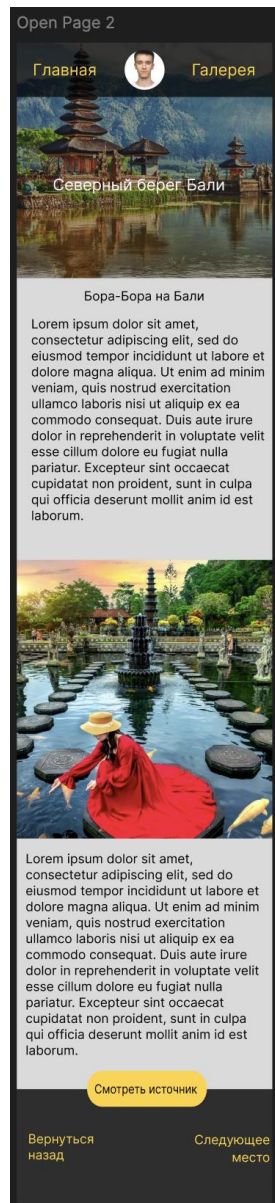 Open Page 2
Главная
Галерея
Северный берег Бали
Бора-Бора на Бали
Lorem ipsum dolor sit amet,
consectetur adipiscing elit, sed do
eiusmod tempor incididunt ut labore et
dolore magna aliqua. Ut enim ad minim
veniam, quis nostrud exercitation
ullamco laboris nisi ut aliquip ex ea
commodo consequat. Duis aute irure
dolor in reprehenderit in voluptate velit
esse cillum dolore eu fugiat nulla
pariatur. Excepteur sint occaecat
cupidatat non proident, sunt in culpa
qui officia deserunt mollit anim id est
laborum.
Lorem ipsum dolor sit amet,
consectetur adipiscing elit, sed do
eiusmod tempor incididunt ut labore et
dolore magna aliqua. Ut enim ad minim
veniam, quis nostrud exercitation
ullamco laboris nisi ut aliquip ex ea
commodo consequat. Duis aute irure
dolor in reprehenderit in voluptate velit
esse cillum dolore eu fugiat nulla
pariatur. Excepteur sint occaecat
cupidatat non proident, sunt in culpa
qui officia deserunt mollit anim id est
laborum.
Смотреть источник
Вернуться
назад
Следующее
место